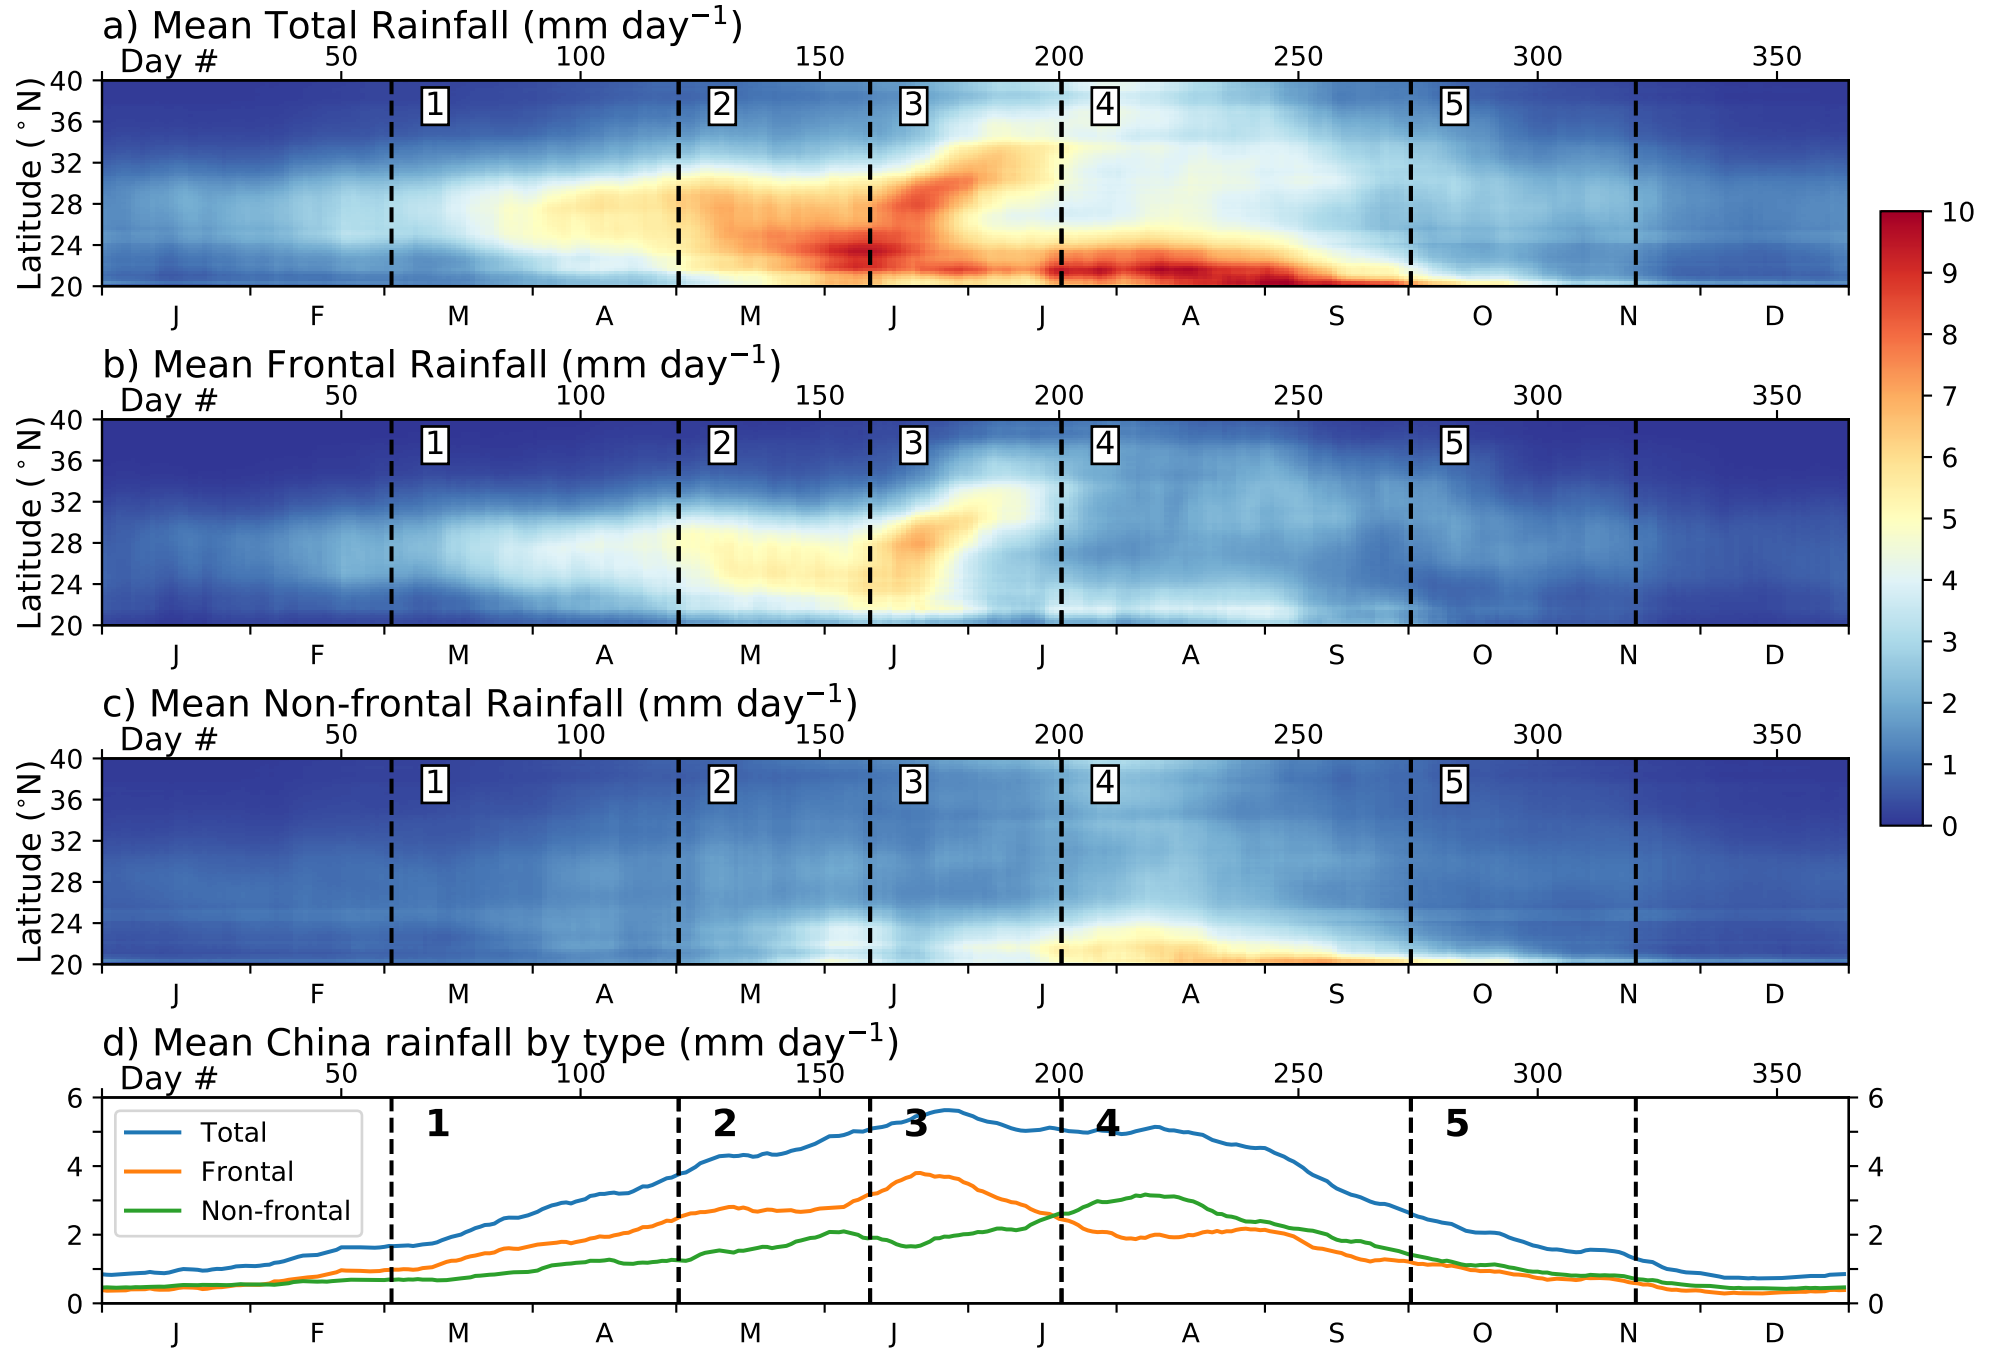 a) Mean Total Rainfall (mm day⁻¹)
Day # 50 100 150 200 250 300 350
Latitude (°N)
40
36
32
28
24
20
1 2 3 4 5
J F M A M J J A S O N D
b) Mean Frontal Rainfall (mm day⁻¹)
Day # 50 100 150 200 250 300 350
Latitude (°N)
40
36
32
28
24
20
1 2 3 4 5
J F M A M J J A S O N D
c) Mean Non-frontal Rainfall (mm day⁻¹)
Day # 50 100 150 200 250 300 350
Latitude (°N)
40
36
32
28
24
20
1 2 3 4 5
J F M A M J J A S O N D
d) Mean China rainfall by type (mm day⁻¹)
Day # 50 100 150 200 250 300 350
6
4
2
0
1 2 3 4 5
Total
Frontal
Non-frontal
6
4
2
0
J F M A M J J A S O N D
10
9
8
7
6
5
4
3
2
1
0